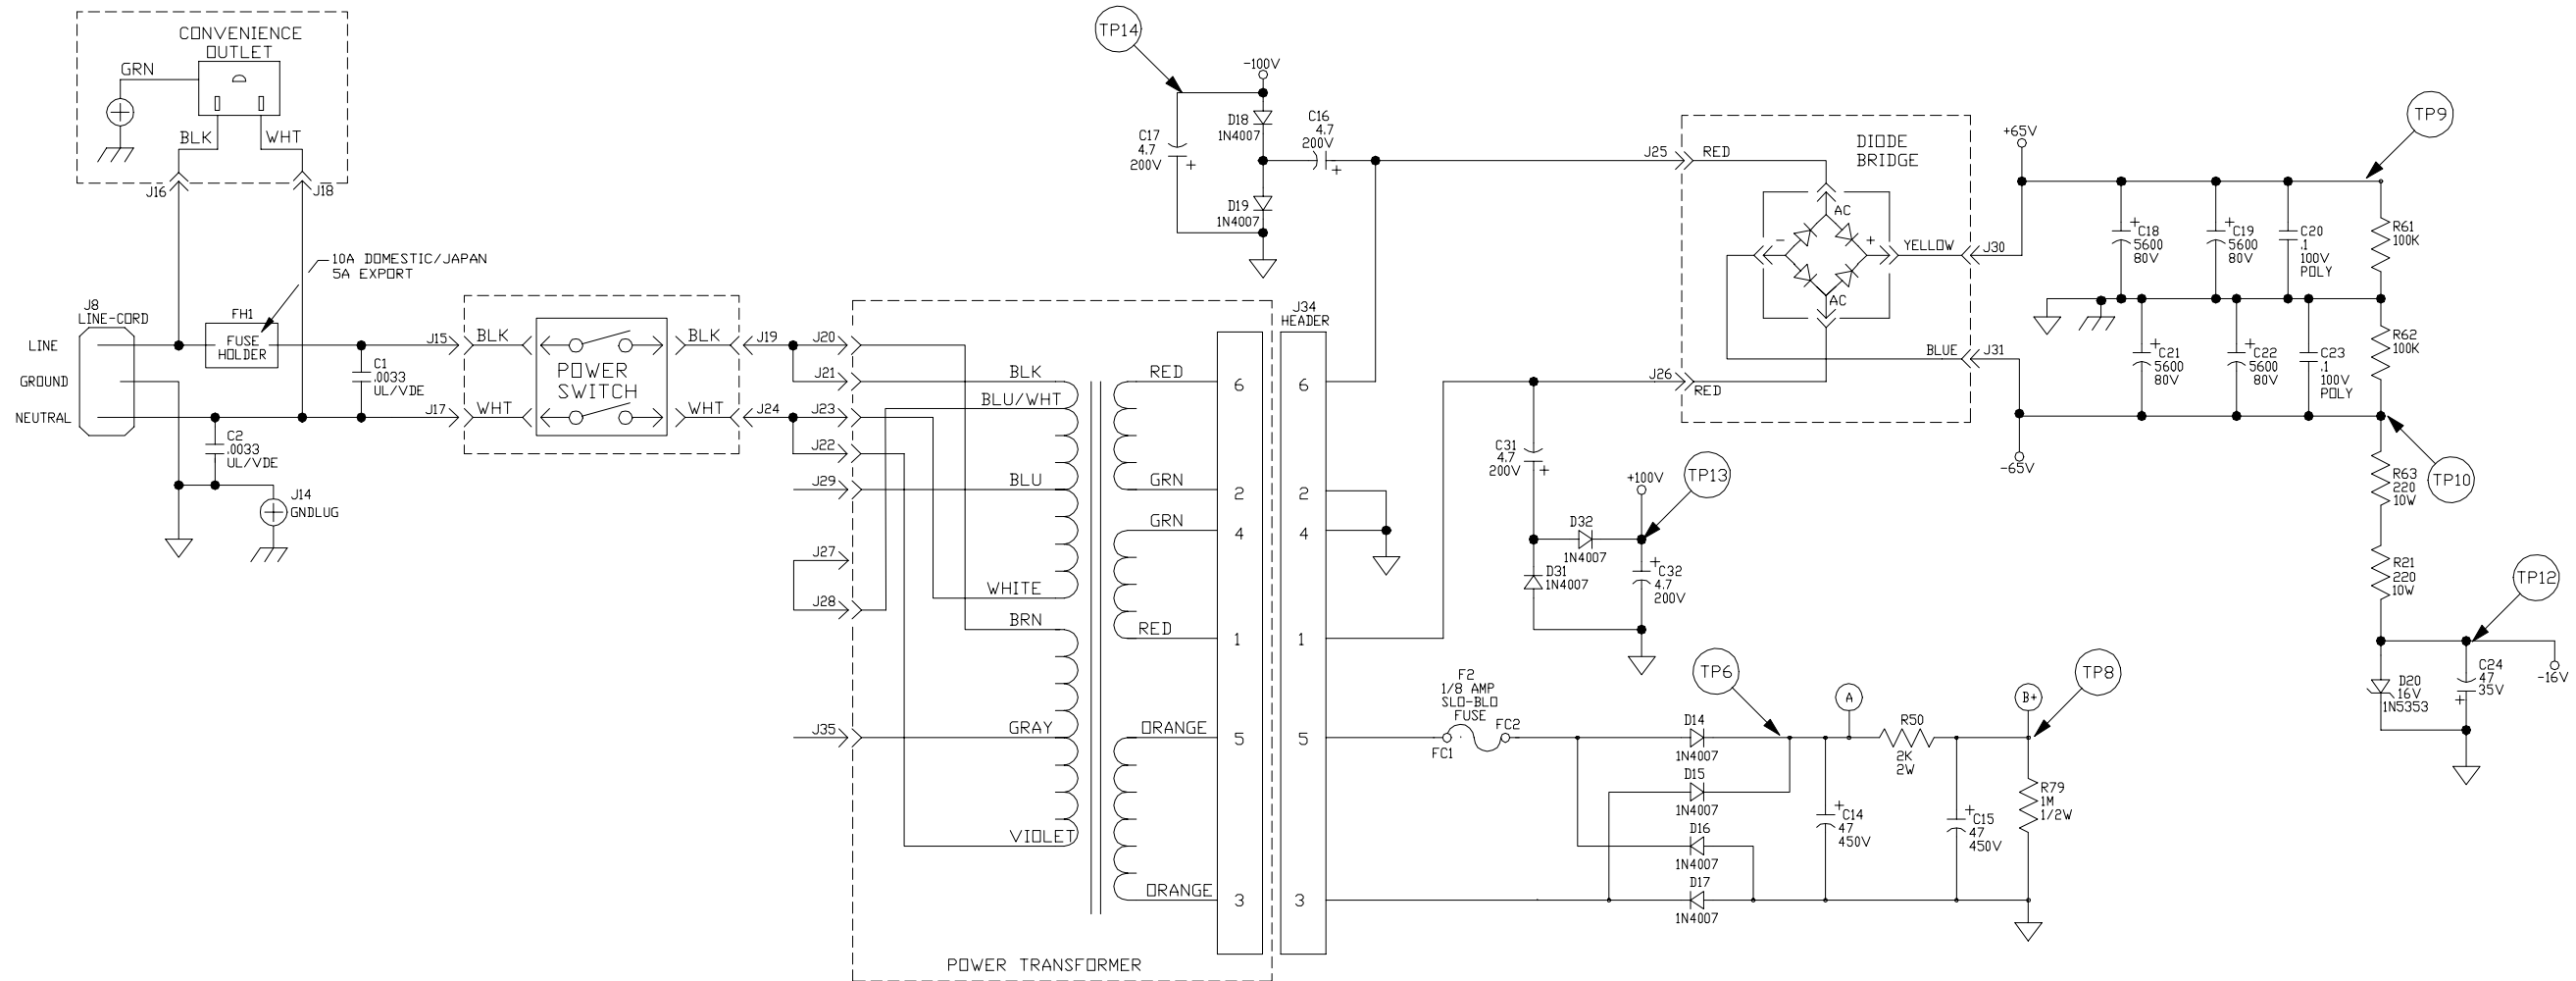 CONVENIENCE
OUTLET
GRN
BLK
WHT
J16
J18
10A DOMESTIC/JAPAN
5A EXPORT
J8
LINE-CORD
LINE
GROUND
NEUTRAL
FH1
FUSE
HOLDER
C1
.0033
UL/VDE
C2
.0033
UL/VDE
J14
GNDLUG
J15
BLK
J17
WHT
POWER
SWITCH
BLK
J19
WHT
J24
J20
J21
J23
J22
J29
J27
J28
J35
BLK
BLU/WHT
BLU
WHITE
BRN
GRAY
VIOLET
RED
GRN
GRN
RED
ORANGE
ORANGE
6
2
4
1
5
3
POWER TRANSFORMER
J34
HEADER
6
2
4
1
5
3
TP14
-100V
C17
4.7
200V
+
D18
1N4007
D19
1N4007
C16
4.7
200V
+
J25
RED
J26
RED
DIODE
BRIDGE
AC
-
+
AC
YELLOW
J30
BLUE
J31
+65V
-65V
TP9
+
C18
5600
80V
+
C19
5600
80V
C20
.1
100V
POLY
R61
100K
+
C21
5600
80V
+
C22
5600
80V
C23
.1
100V
POLY
R62
100K
TP10
R63
220
10W
R21
220
10W
TP12
D20
16V
1N5353
C24
47
35V
+
-16V
C31
4.7
200V
+
+100V
TP13
D32
1N4007
D31
1N4007
+
C32
4.7
200V
F2
1/8 AMP
SLO-BLO
FUSE
FC1
FC2
TP6
D14
1N4007
D15
1N4007
D16
1N4007
D17
1N4007
A
+
C14
47
450V
R50
2K
2W
+
C15
47
450V
B+
TP8
R79
1M
1/2W